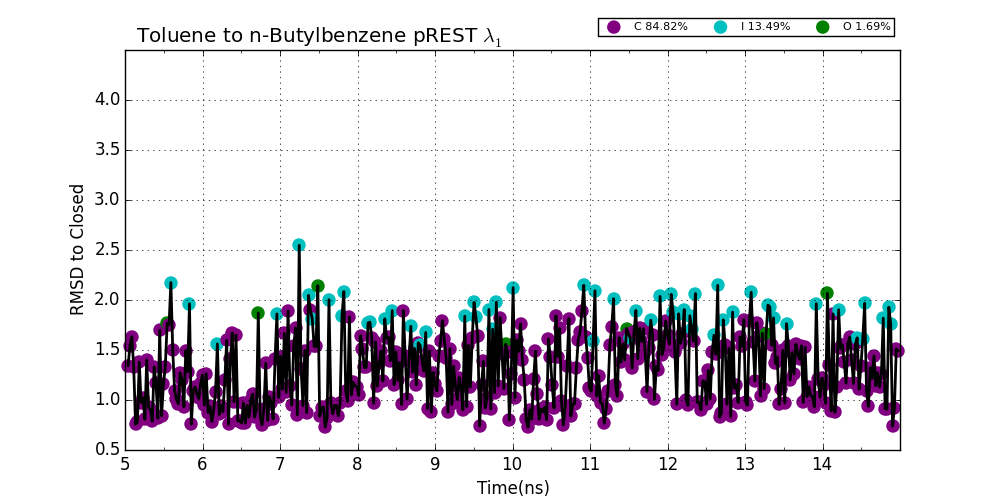 Toluene to n-Butylbenzene pREST λ₁
C 84.82% I 13.49% O 1.69%
4.0
3.5
3.0
2.5
2.0
1.5
1.0
0.5
RMSD to Closed
5 6 7 8 9 10 11 12 13 14
Time(ns)